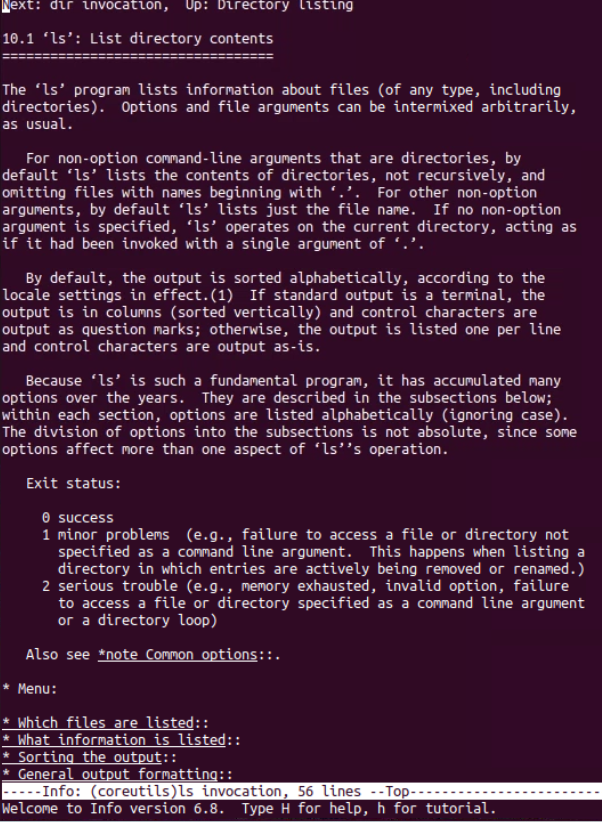 Next: dir invocation,  Up: Directory listing
10.1 ‘ls’: List directory contents
==================================
The ‘ls’ program lists information about files (of any type, including
directories).  Options and file arguments can be intermixed arbitrarily,
as usual.
   For non-option command-line arguments that are directories, by
default ‘ls’ lists the contents of directories, not recursively, and
omitting files with names beginning with ‘.’.  For other non-option
arguments, by default ‘ls’ lists just the file name.  If no non-option
argument is specified, ‘ls’ operates on the current directory, acting as
if it had been invoked with a single argument of ‘.’.
   By default, the output is sorted alphabetically, according to the
locale settings in effect.(1)  If standard output is a terminal, the
output is in columns (sorted vertically) and control characters are
output as question marks; otherwise, the output is listed one per line
and control characters are output as-is.
   Because ‘ls’ is such a fundamental program, it has accumulated many
options over the years.  They are described in the subsections below;
within each section, options are listed alphabetically (ignoring case).
The division of options into the subsections is not absolute, since some
options affect more than one aspect of ‘ls’’s operation.
   Exit status:
     0 success
     1 minor problems  (e.g., failure to access a file or directory not
       specified as a command line argument.  This happens when listing a
       directory in which entries are actively being removed or renamed.)
     2 serious trouble (e.g., memory exhausted, invalid option, failure
       to access a file or directory specified as a command line argument
       or a directory loop)
   Also see *note Common options::.
* Menu:
* Which files are listed::
* What information is listed::
* Sorting the output::
* General output formatting::
-----Info: (coreutils)ls invocation, 56 lines --Top------------------------
Welcome to Info version 6.8.  Type H for help, h for tutorial.